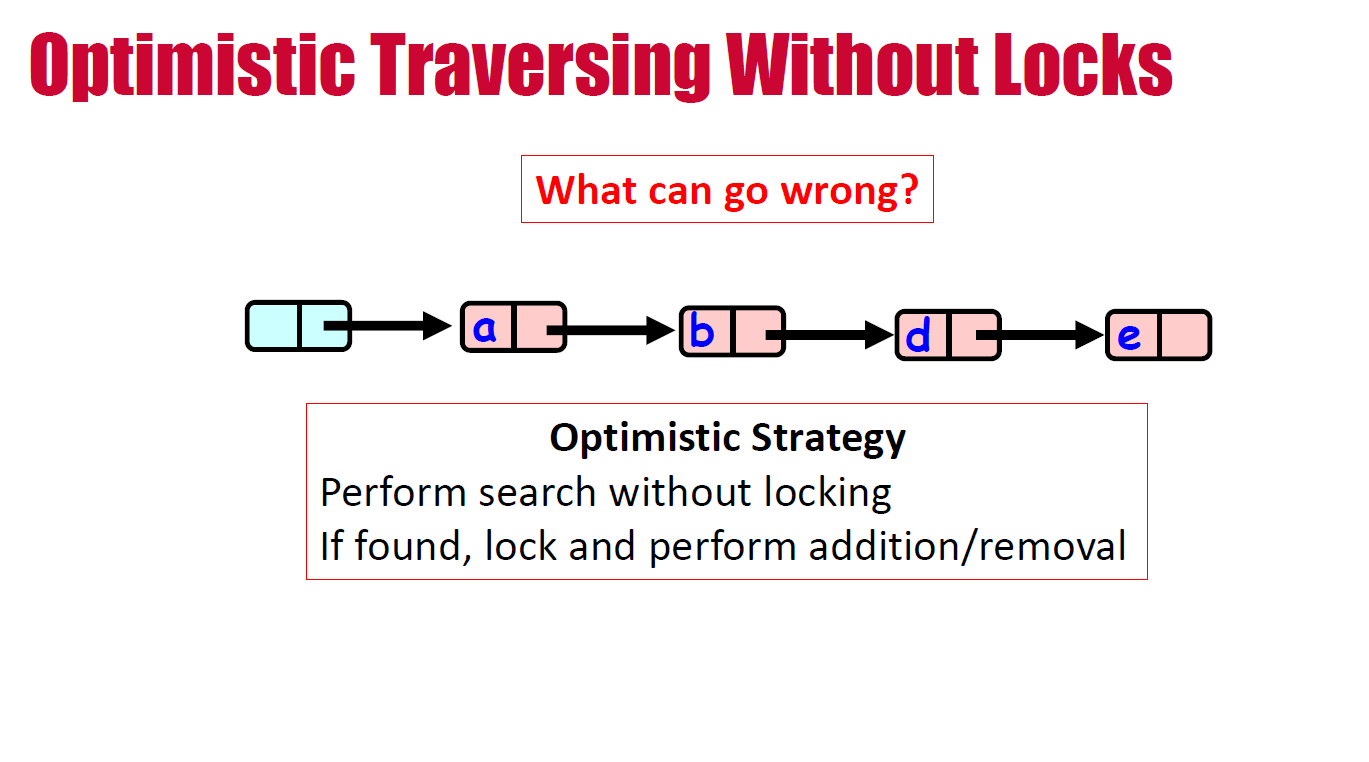 Optimistic Traversing Without Locks
What can go wrong?
a b d e
Optimistic Strategy
Perform search without locking
If found, lock and perform addition/removal